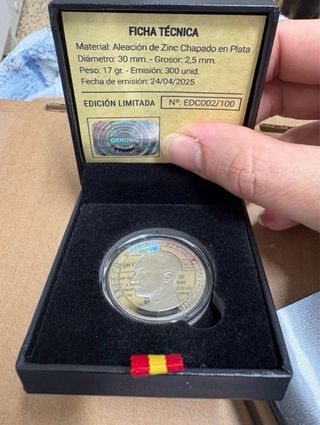 FICHA TÉCNICA
Material: Aleación de Zinc Chapado en Plata
Diámetro: 30 mm. - Grosor: 2,5 mm.
Peso: 17 gr. - Emisión: 300 unid.
Fecha de emisión: 24/04/2025
EDICIÓN LIMITADA Nº: EDC002/100
GENUINE